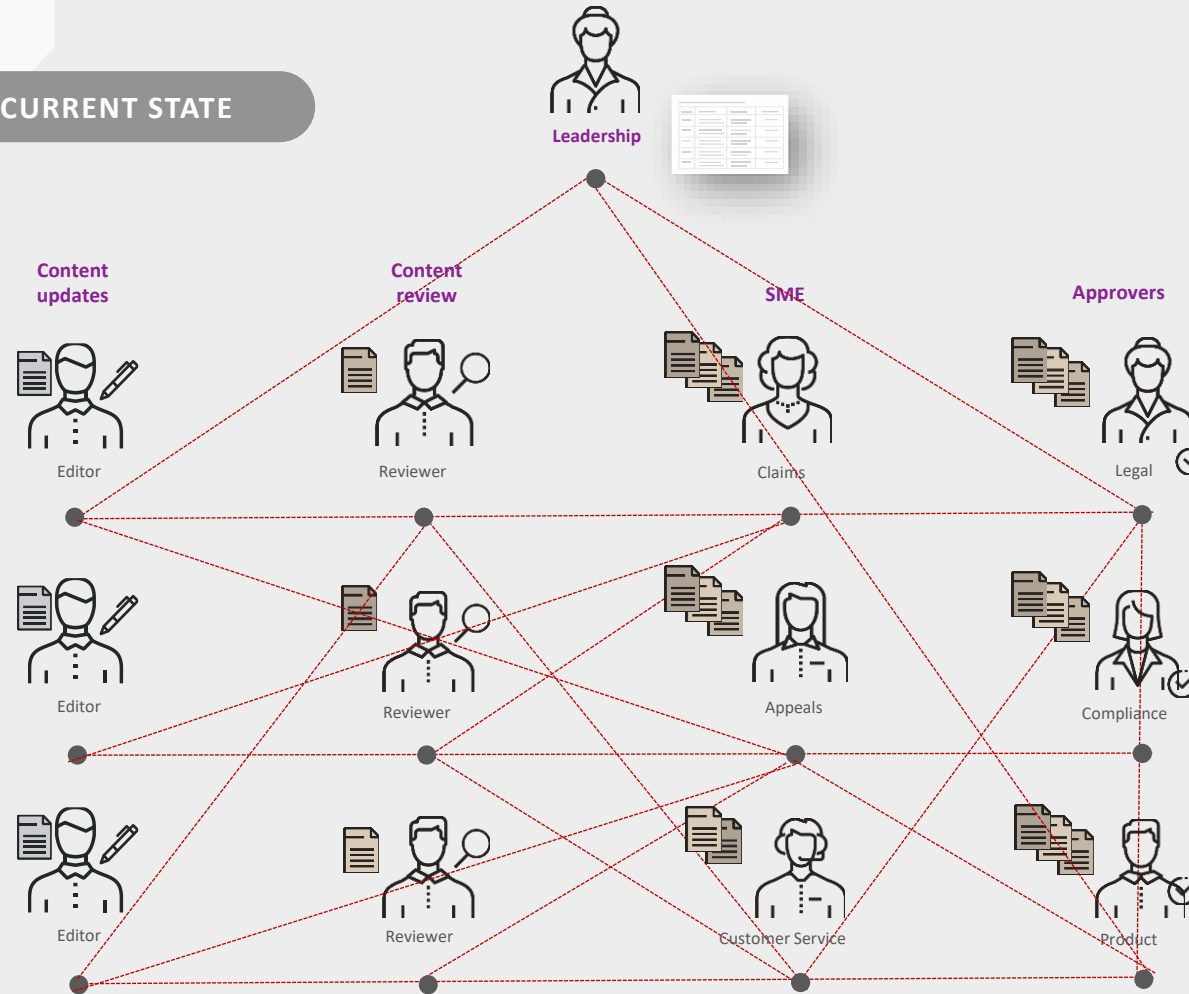 CURRENT STATE
Leadership
Content
updates
Content
review
SME
Approvers
Editor
Reviewer
Claims
Legal
Editor
Reviewer
Appeals
Compliance
Editor
Reviewer
Customer Service
Product